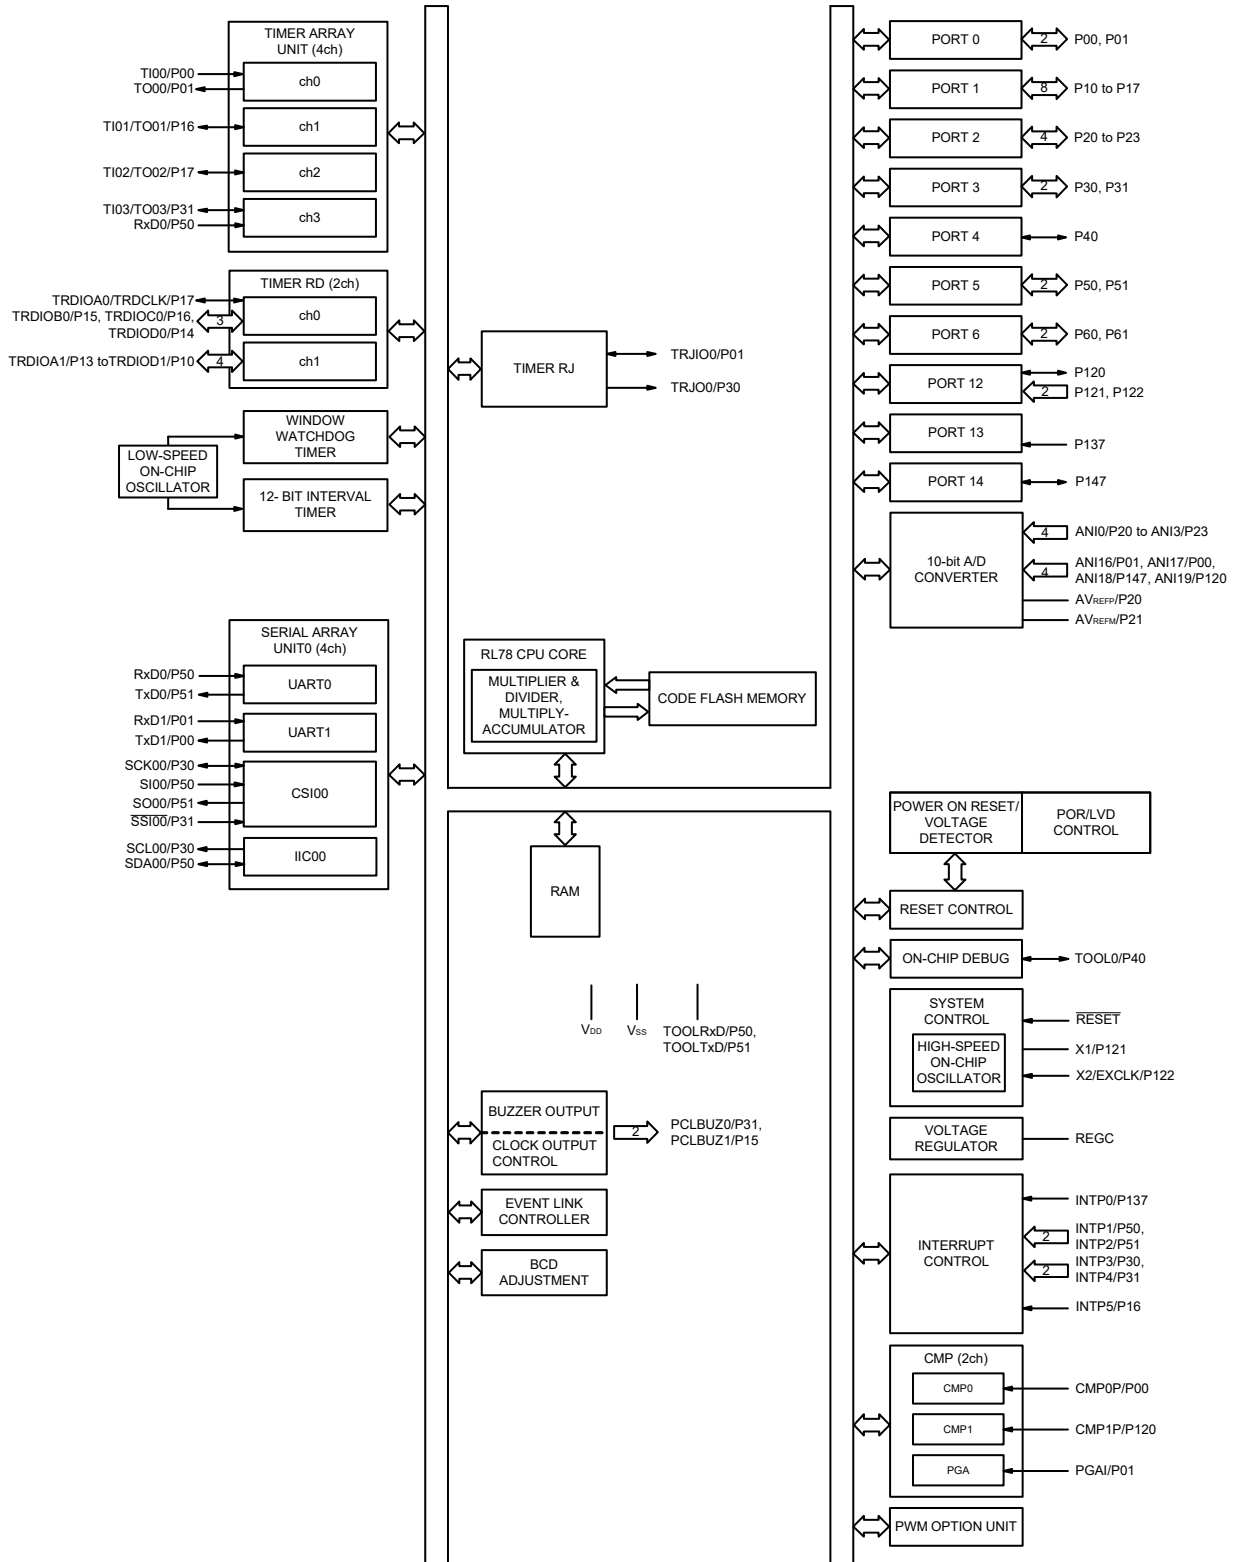 TIMER ARRAY
UNIT (4ch)
TI00/P00
TO00/P01
ch0
TI01/TO01/P16
ch1
TI02/TO02/P17
ch2
TI03/TO03/P31
RxD0/P50
ch3
TIMER RD (2ch)
TRDIOA0/TRDCLK/P17
TRDIOB0/P15, TRDIOC0/P16,
TRDIOD0/P14
3
ch0
TRDIOA1/P13 toTRDIOD1/P10
4
ch1
WINDOW
WATCHDOG
TIMER
LOW-SPEED
ON-CHIP
OSCILLATOR
12- BIT INTERVAL
TIMER
SERIAL ARRAY
UNIT0 (4ch)
RxD0/P50
TxD0/P51
UART0
RxD1/P01
TxD1/P00
UART1
SCK00/P30
SI00/P50
SO00/P51
SSI00/P31
CSI00
SCL00/P30
SDA00/P50
IIC00
TIMER RJ
TRJIO0/P01
TRJO0/P30
RL78 CPU CORE
MULTIPLIER &
DIVIDER,
MULTIPLY-
ACCUMULATOR
CODE FLASH MEMORY
RAM
VDD
VSS
TOOLRxD/P50,
TOOLTxD/P51
BUZZER OUTPUT
CLOCK OUTPUT
CONTROL
2
PCLBUZ0/P31,
PCLBUZ1/P15
EVENT LINK
CONTROLLER
BCD
ADJUSTMENT
PORT 0
2
P00, P01
PORT 1
8
P10 to P17
PORT 2
4
P20 to P23
PORT 3
2
P30, P31
PORT 4
P40
PORT 5
2
P50, P51
PORT 6
2
P60, P61
PORT 12
P120
2
P121, P122
PORT 13
P137
PORT 14
P147
10-bit A/D
CONVERTER
4
ANI0/P20 to ANI3/P23
4
ANI16/P01, ANI17/P00,
ANI18/P147, ANI19/P120
AVREFP/P20
AVREFM/P21
POWER ON RESET/
VOLTAGE
DETECTOR
POR/LVD
CONTROL
RESET CONTROL
ON-CHIP DEBUG
TOOL0/P40
SYSTEM
CONTROL
HIGH-SPEED
ON-CHIP
OSCILLATOR
RESET
X1/P121
X2/EXCLK/P122
VOLTAGE
REGULATOR
REGC
INTERRUPT
CONTROL
INTP0/P137
2
INTP1/P50,
INTP2/P51
2
INTP3/P30,
INTP4/P31
INTP5/P16
CMP (2ch)
CMP0
CMP0P/P00
CMP1
CMP1P/P120
PGA
PGAI/P01
PWM OPTION UNIT